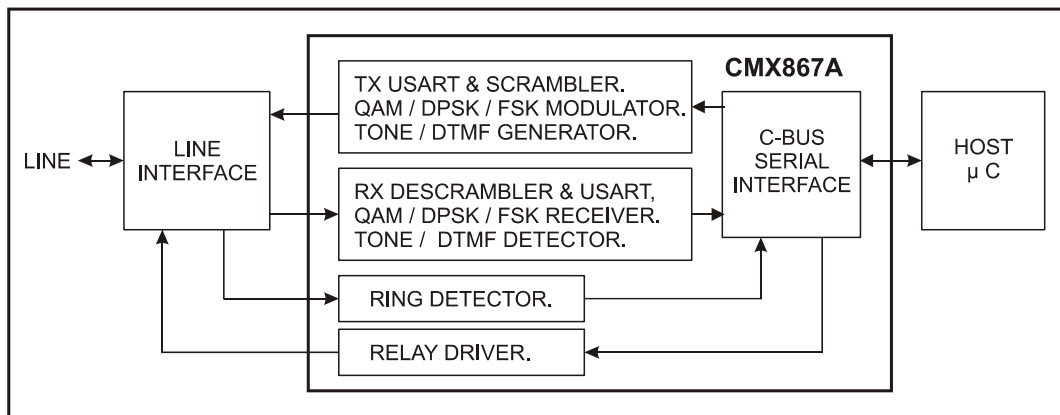 CMX867A
TX USART & SCRAMBLER.
QAM / DPSK / FSK MODULATOR.
TONE / DTMF GENERATOR.
LINE
LINE
INTERFACE
C-BUS
SERIAL
INTERFACE
HOST
µ C
RX DESCRAMBLER & USART,
QAM / DPSK / FSK RECEIVER.
TONE / DTMF DETECTOR.
RING DETECTOR.
RELAY DRIVER.